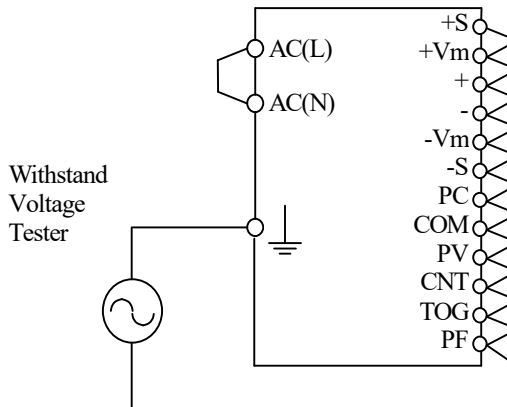 AC(L)
AC(N)
Withstand
Voltage
Tester
+S
+Vm
+
-
-Vm
-S
PC
COM
PV
CNT
TOG
PF